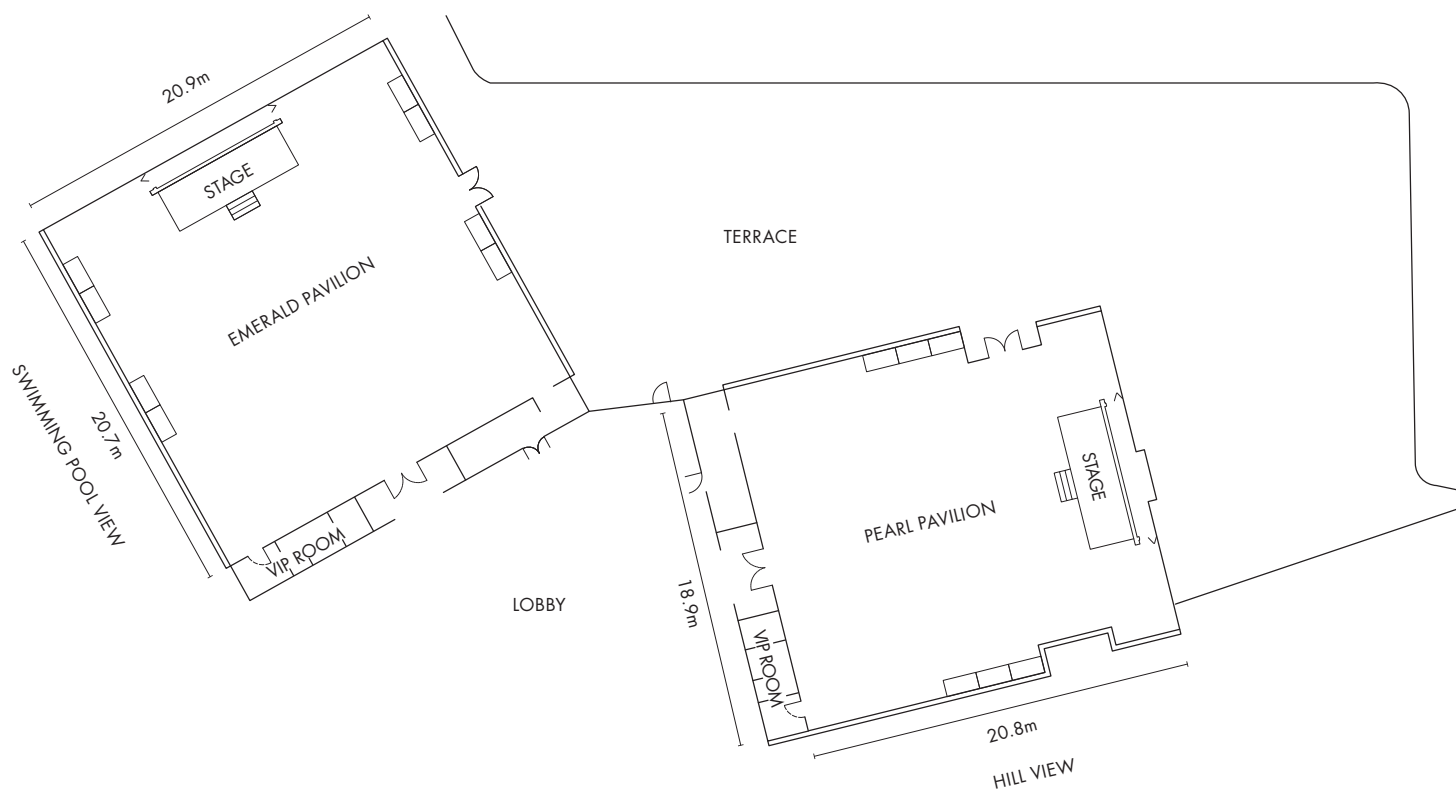 20.9m
STAGE
EMERALD PAVILION
SWIMMING POOL VIEW
20.7m
VIP ROOM
TERRACE
LOBBY
STAGE
PEARL PAVILION
18.9m
VIP ROOM
20.8m
HILL VIEW